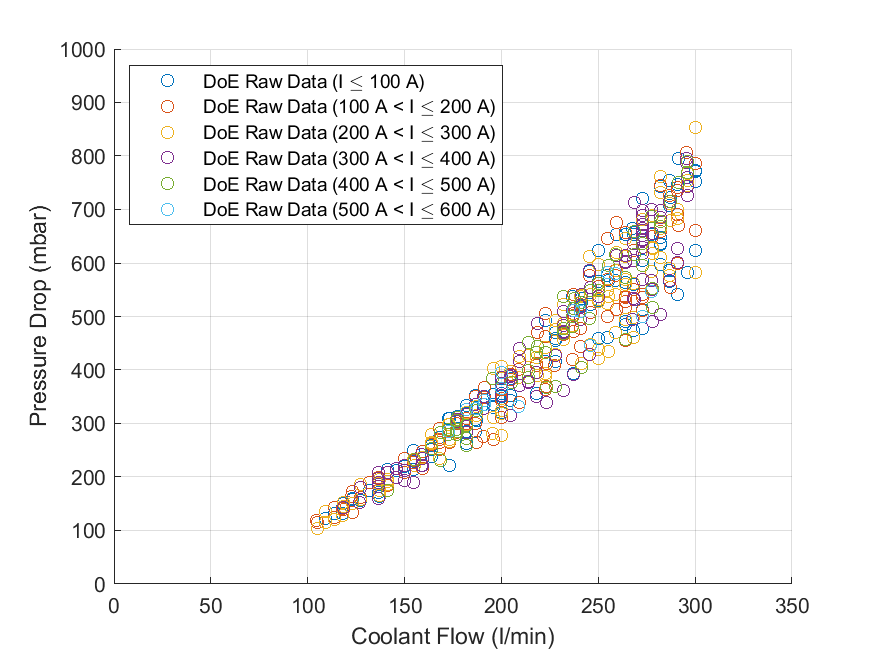 1000
900
800
700
600
500
400
300
200
100
0
Pressure Drop (mbar)
DoE Raw Data (I ≤ 100 A)
DoE Raw Data (100 A < I ≤ 200 A)
DoE Raw Data (200 A < I ≤ 300 A)
DoE Raw Data (300 A < I ≤ 400 A)
DoE Raw Data (400 A < I ≤ 500 A)
DoE Raw Data (500 A < I ≤ 600 A)
0 50 100 150 200 250 300 350
Coolant Flow (l/min)